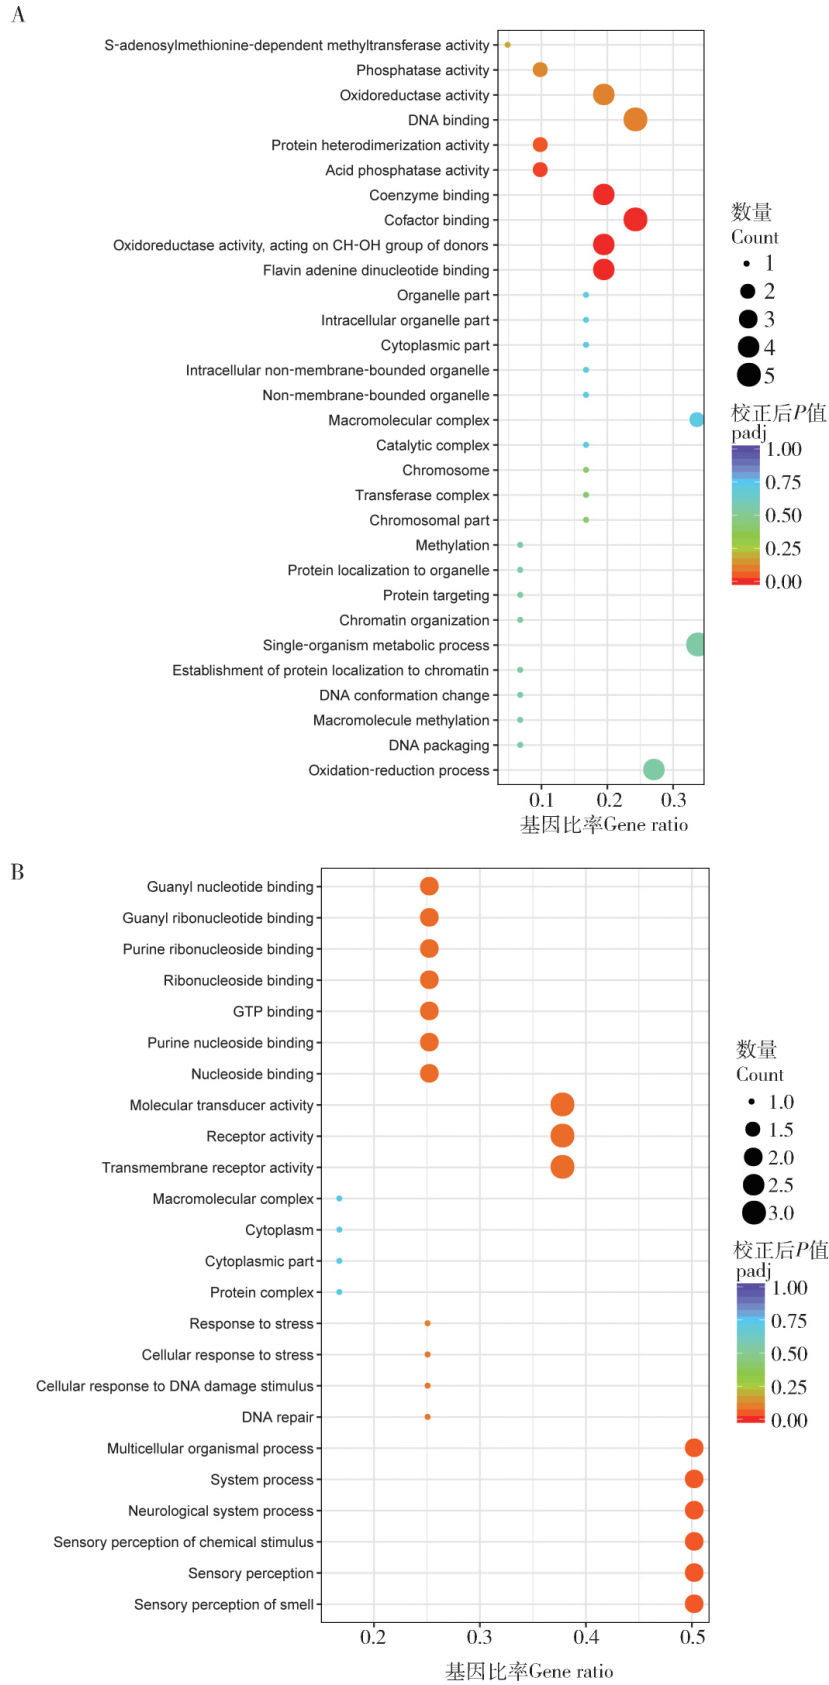 A
S-adenosylmethionine-dependent methyltransferase activity
Phosphatase activity
Oxidoreductase activity
DNA binding
Protein heterodimerization activity
Acid phosphatase activity
Coenzyme binding
Cofactor binding
Oxidoreductase activity, acting on CH-OH group of donors
Flavin adenine dinucleotide binding
Organelle part
Intracellular organelle part
Cytoplasmic part
Intracellular non-membrane-bounded organelle
Non-membrane-bounded organelle
Macromolecular complex
Catalytic complex
Chromosome
Transferase complex
Chromosomal part
Methylation
Protein localization to organelle
Protein targeting
Chromatin organization
Single-organism metabolic process
Establishment of protein localization to chromatin
DNA conformation change
Macromolecule methylation
DNA packaging
Oxidation-reduction process
0.1 0.2 0.3
基因比率Gene ratio
数量
Count
1
2
3
4
5
校正后P值
padj
1.00
0.75
0.50
0.25
0.00
B
Guanyl nucleotide binding
Guanyl ribonucleotide binding
Purine ribonucleoside binding
Ribonucleoside binding
GTP binding
Purine nucleoside binding
Nucleoside binding
Molecular transducer activity
Receptor activity
Transmembrane receptor activity
Macromolecular complex
Cytoplasm
Cytoplasmic part
Protein complex
Response to stress
Cellular response to stress
Cellular response to DNA damage stimulus
DNA repair
Multicellular organismal process
System process
Neurological system process
Sensory perception of chemical stimulus
Sensory perception
Sensory perception of smell
0.2 0.3 0.4 0.5
基因比率Gene ratio
数量
Count
1.0
1.5
2.0
2.5
3.0
校正后P值
padj
1.00
0.75
0.50
0.25
0.00